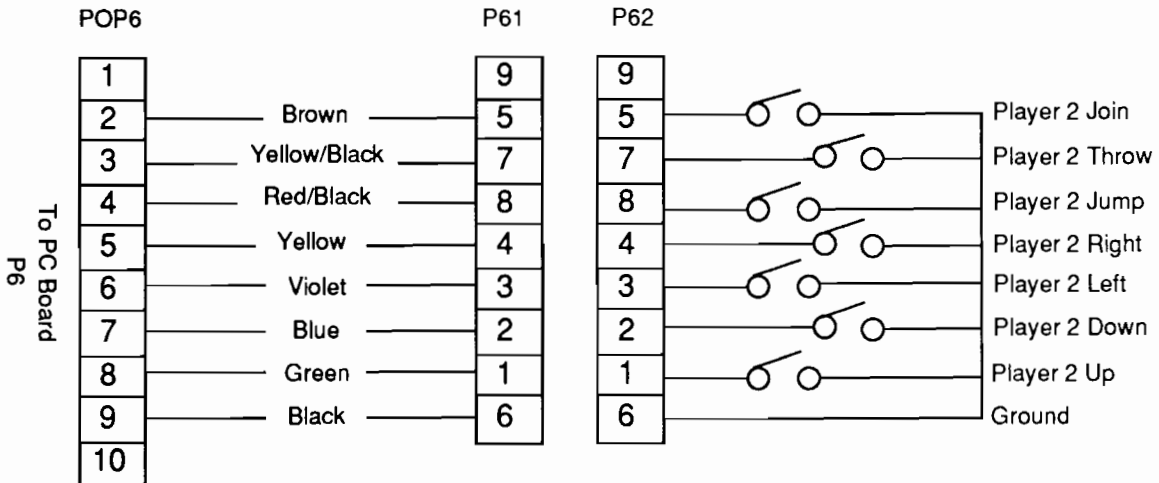 POP6 P61 P62
1 9 9
2 Brown 5 5 Player 2 Join
3 Yellow/Black 7 7 Player 2 Throw
4 Red/Black 8 8 Player 2 Jump
5 Yellow 4 4 Player 2 Right
6 Violet 3 3 Player 2 Left
7 Blue 2 2 Player 2 Down
8 Green 1 1 Player 2 Up
9 Black 6 6 Ground
10
To PC Board
P6